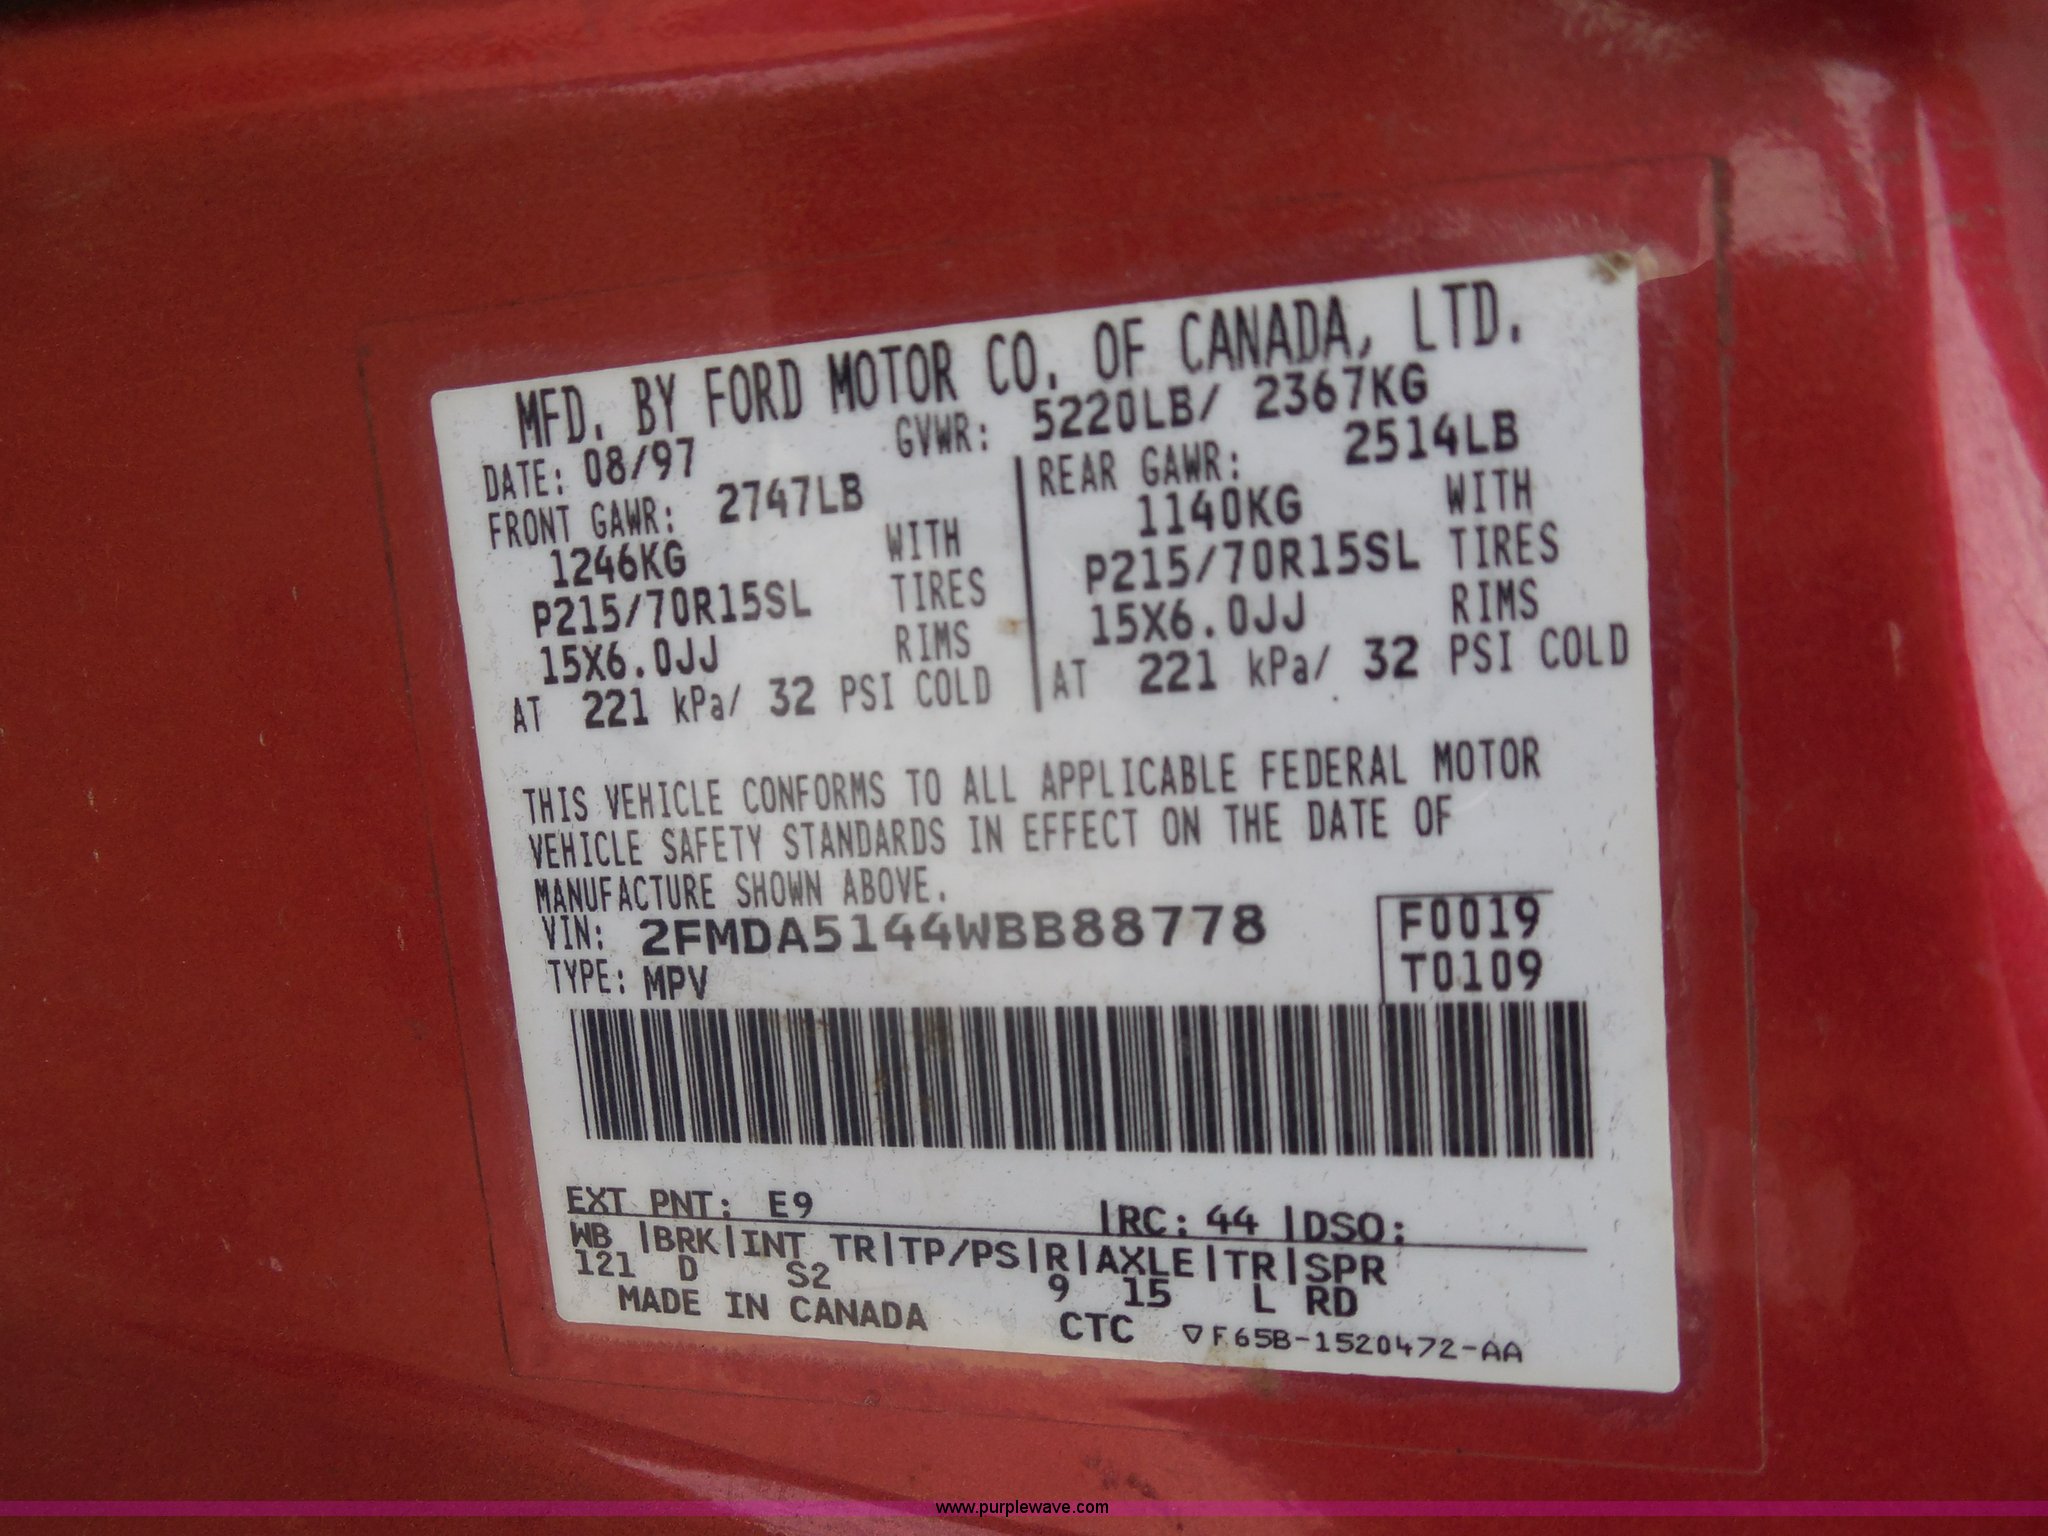 MFD. BY FORD MOTOR CO. OF CANADA, LTD.
DATE: 08/97 GVWR: 5220LB/ 2367KG
FRONT GAWR: 2747LB
1246KG WITH
P215/70R15SL TIRES
15X6.0JJ RIMS
AT 221 kPa/ 32 PSI COLD
REAR GAWR: 2514LB
1140KG WITH
P215/70R15SL TIRES
15X6.0JJ RIMS
AT 221 kPa/ 32 PSI COLD
THIS VEHICLE CONFORMS TO ALL APPLICABLE FEDERAL MOTOR
VEHICLE SAFETY STANDARDS IN EFFECT ON THE DATE OF
MANUFACTURE SHOWN ABOVE.
VIN: 2FMDA5144WBB88778
TYPE: MPV
F0019
T0109
EXT PNT: E9 |RC: 44 |DSO:
WB |BRK|INT TR|TP/PS|R|AXLE|TR|SPR
121 D S2 9 15 L RD
MADE IN CANADA CTC ▽F65B-1520472-AA
www.purplewave.com